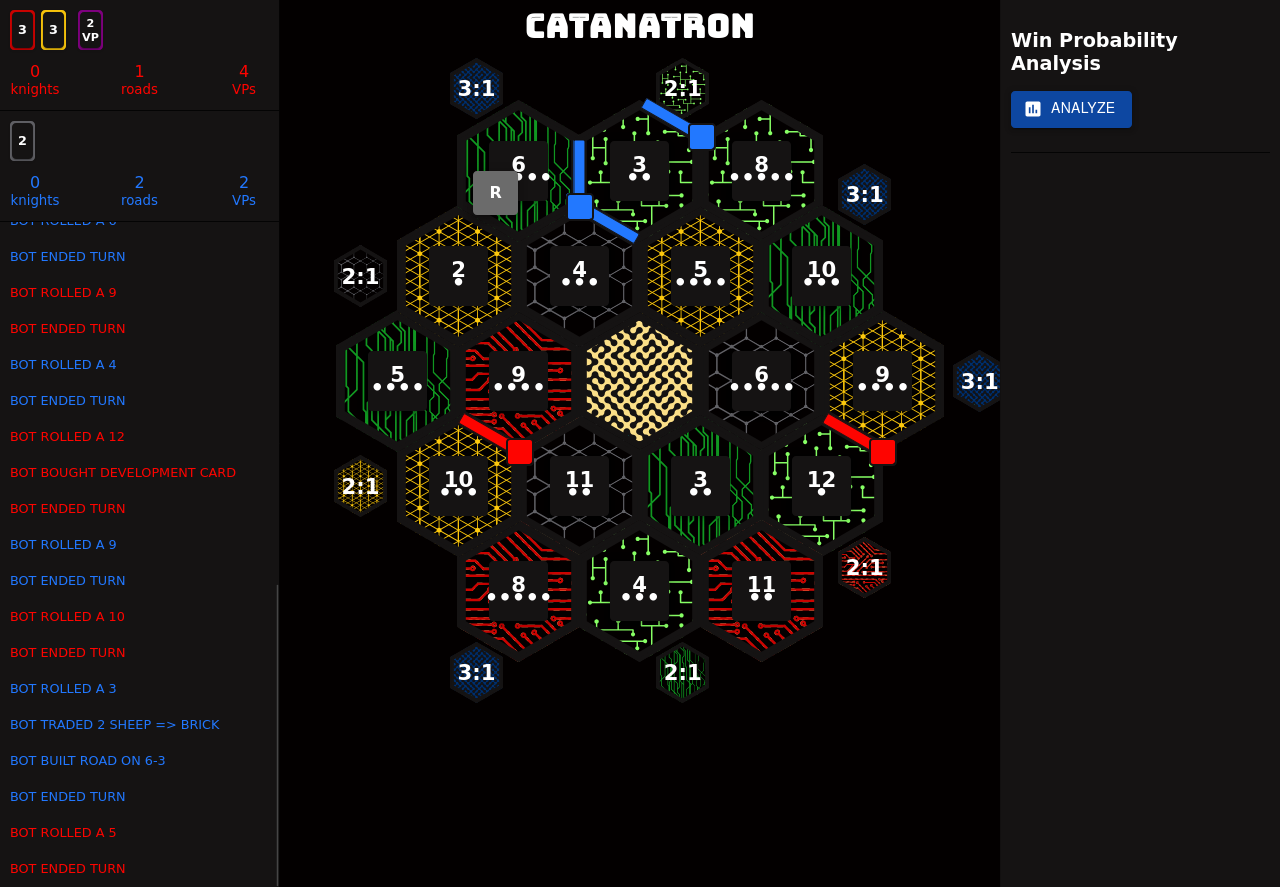 CATANATRON
3 3 2 VP
0 1 4
knights roads VPs
2
0 2 2
knights roads VPs
BOT ENDED TURN
BOT ROLLED A 9
BOT ENDED TURN
BOT ROLLED A 4
BOT ENDED TURN
BOT ROLLED A 12
BOT BOUGHT DEVELOPMENT CARD
BOT ENDED TURN
BOT ROLLED A 9
BOT ENDED TURN
BOT ROLLED A 10
BOT ENDED TURN
BOT ROLLED A 3
BOT TRADED 2 SHEEP => BRICK
BOT BUILT ROAD ON 6-3
BOT ENDED TURN
BOT ROLLED A 5
BOT ENDED TURN
3:1 2:1
6 3 8
R
3:1
2:1 2 4 5 10
5 9 6 9 3:1
2:1 10 11 3 12
2:1
8 4 11
3:1 2:1
Win Probability
Analysis
ANALYZE